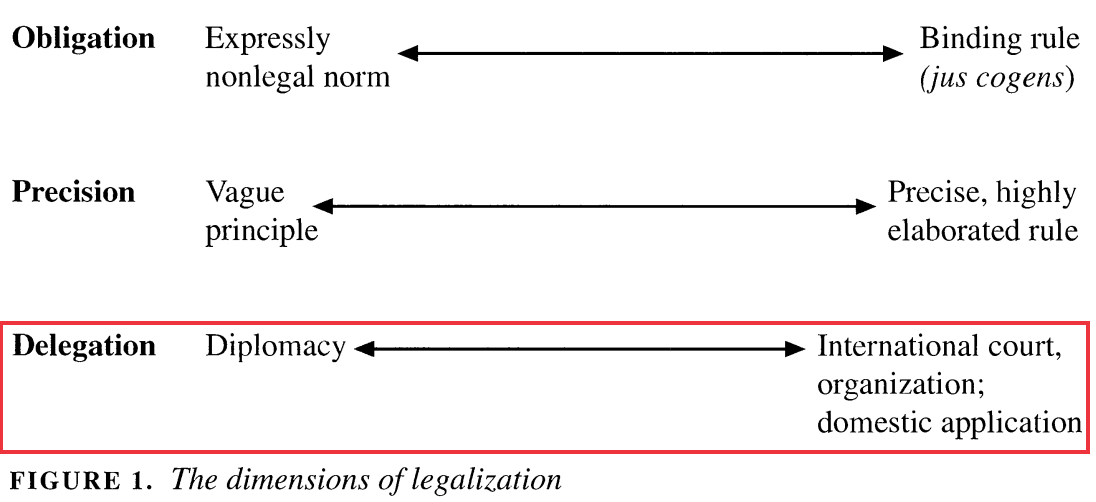 Obligation Expressly nonlegal norm Binding rule (jus cogens)
Precision Vague principle Precise, highly elaborated rule
Delegation Diplomacy International court, organization; domestic application
FIGURE 1. The dimensions of legalization